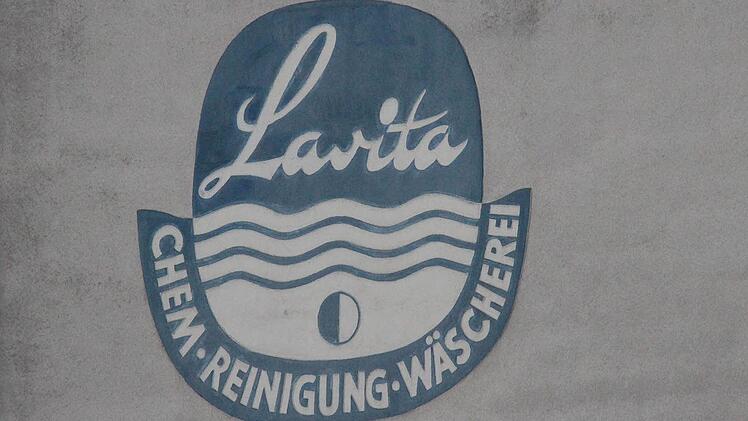 Lavita
CHEM · REINIGUNG · WÄSCHEREI